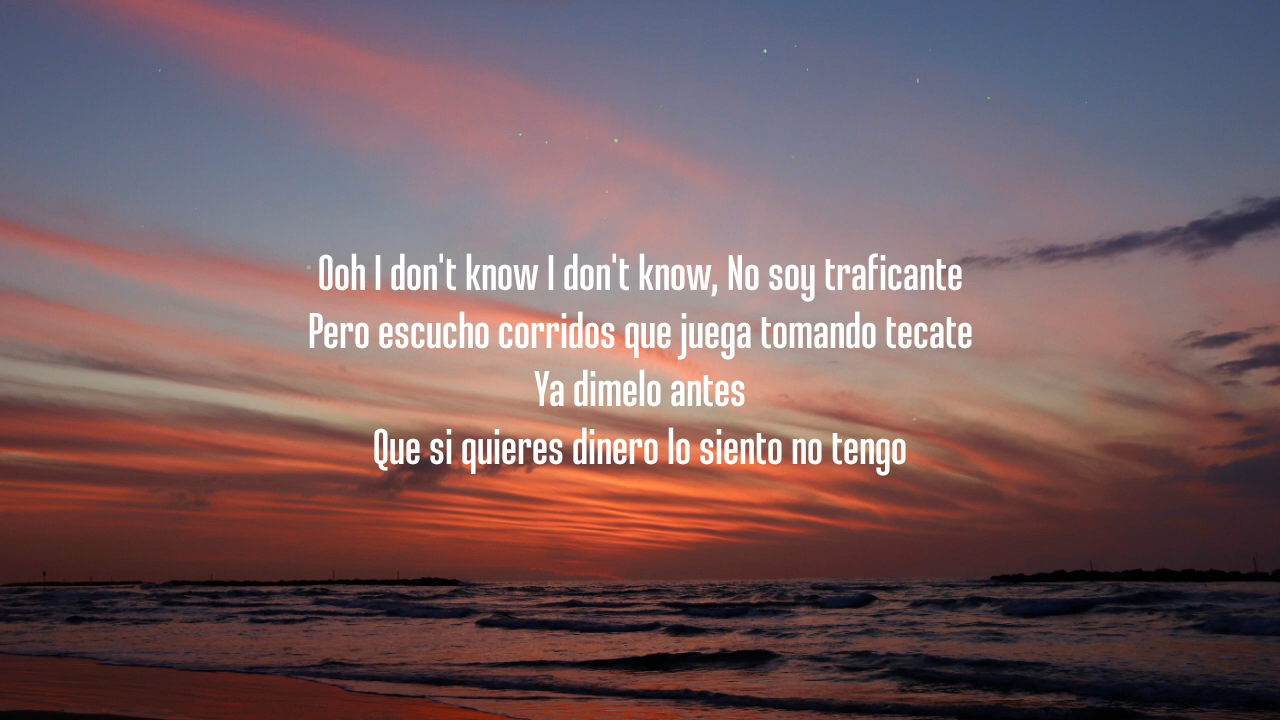 Ooh I don't know I don't know, No soy traficante
Pero escucho corridos que juega tomando tecate
Ya dimelo antes
Que si quieres dinero lo siento no tengo